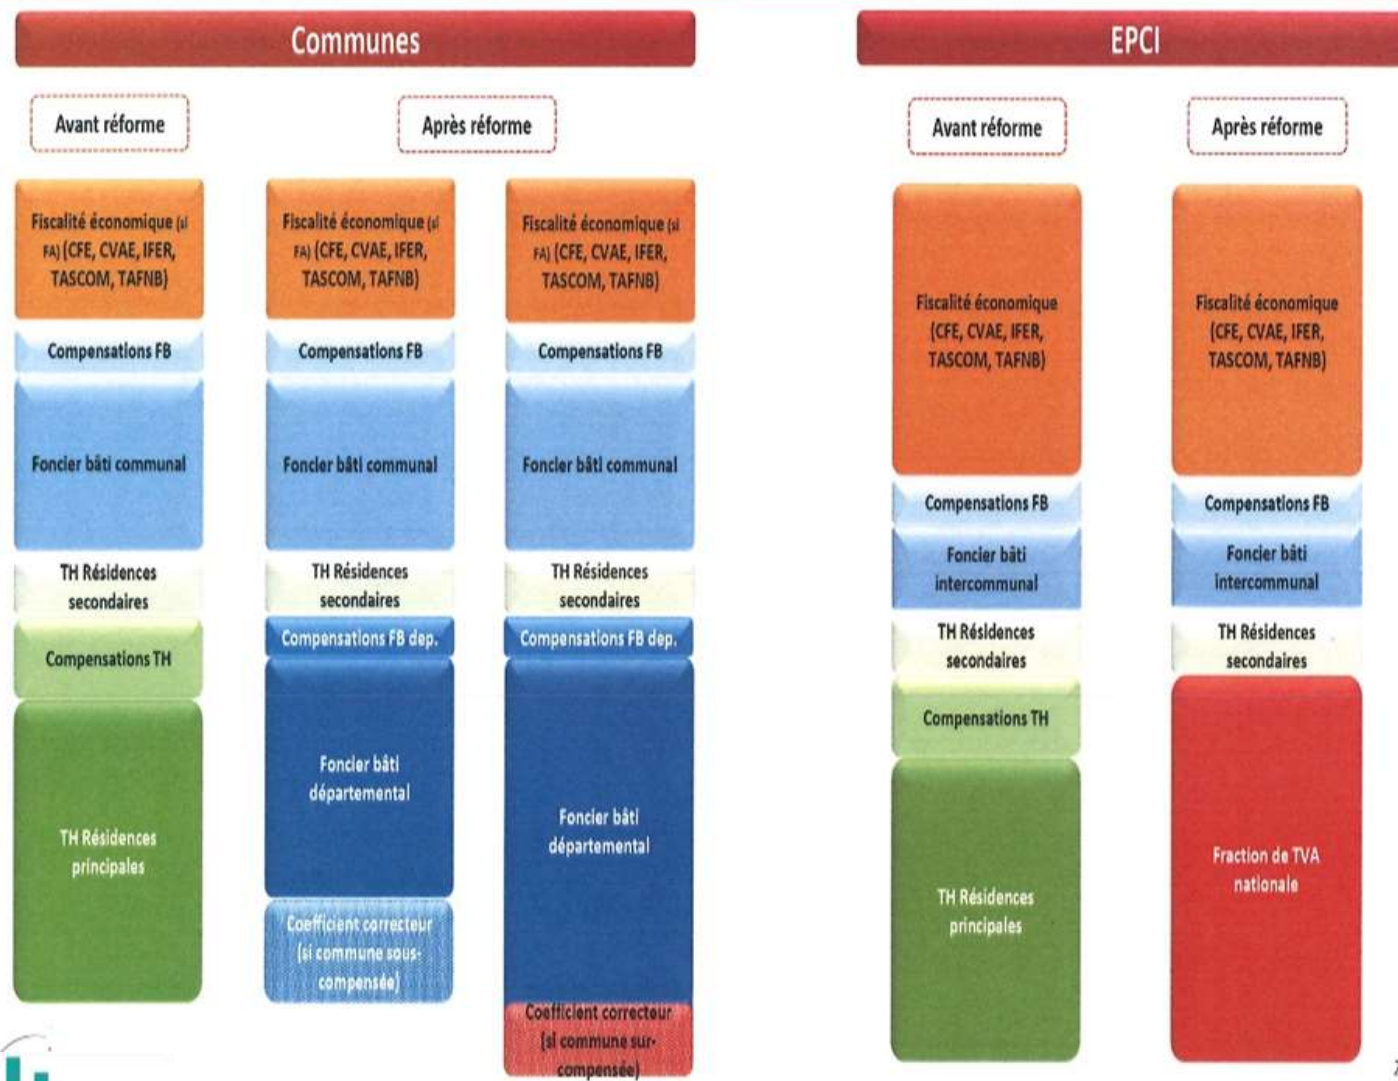 Communes
Avant réforme
Après réforme
Fiscalité économique (si
FA) (CFE, CVAE, IFER,
TASCOM, TAFNB)
Compensations FB
Foncier bâti communal
TH Résidences
secondaires
Compensations TH
TH Résidences
principales
Fiscalité économique (si
FA) (CFE, CVAE, IFER,
TASCOM, TAFNB)
Compensations FB
Foncier bâti communal
TH Résidences
secondaires
Compensations FB dep.
Foncier bâti
départemental
Coefficient correcteur
(si commune sous-
compensée)
Fiscalité économique (si
FA) (CFE, CVAE, IFER,
TASCOM, TAFNB)
Compensations FB
Foncier bâti communal
TH Résidences
secondaires
Compensations FB dep.
Foncier bâti
départemental
Coefficient correcteur
(si commune sur-
compensée)
EPCI
Avant réforme
Après réforme
Fiscalité économique
(CFE, CVAE, IFER,
TASCOM, TAFNB)
Compensations FB
Foncier bâti
intercommunal
TH Résidences
secondaires
Compensations TH
TH Résidences
principales
Fiscalité économique
(CFE, CVAE, IFER,
TASCOM, TAFNB)
Compensations FB
Foncier bâti
intercommunal
TH Résidences
secondaires
Fraction de TVA
nationale